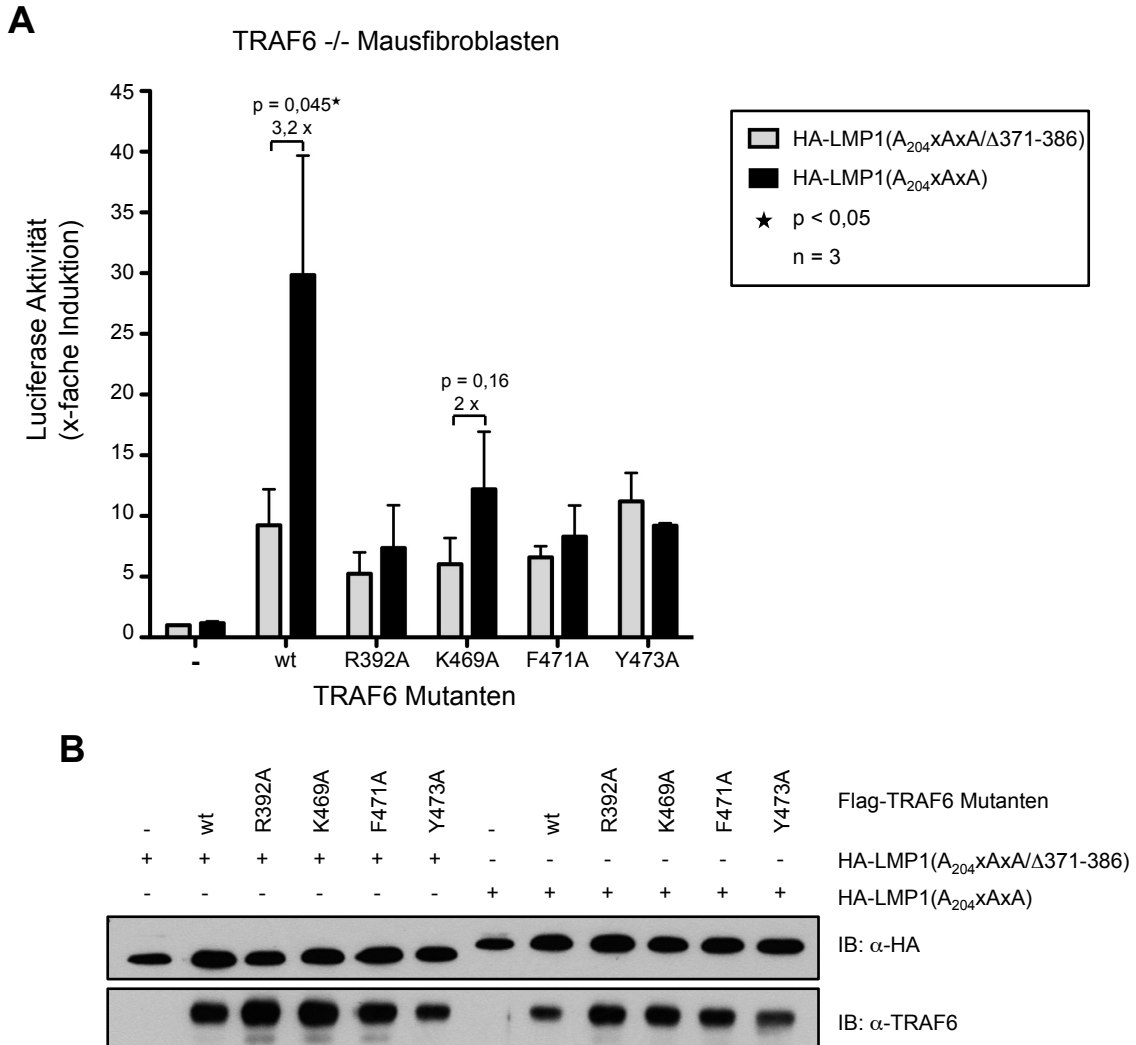 A
TRAF6 -/- Mausfibroblasten
45
40
35
30
25
20
15
10
5
0
Luciferase Aktivität
(x-fache Induktion)
p = 0,045★
3,2 x
p = 0,16
2 x
- wt R392A K469A F471A Y473A
TRAF6 Mutanten
HA-LMP1(A₂₀₄xAxA/Δ371-386)
HA-LMP1(A₂₀₄xAxA)
★ p < 0,05
n = 3
B
- wt R392A K469A F471A Y473A - wt R392A K469A F471A Y473A Flag-TRAF6 Mutanten
+ + + + + + - - - - - - HA-LMP1(A₂₀₄xAxA/Δ371-386)
- - - - - - + + + + + + HA-LMP1(A₂₀₄xAxA)
IB: α-HA
IB: α-TRAF6